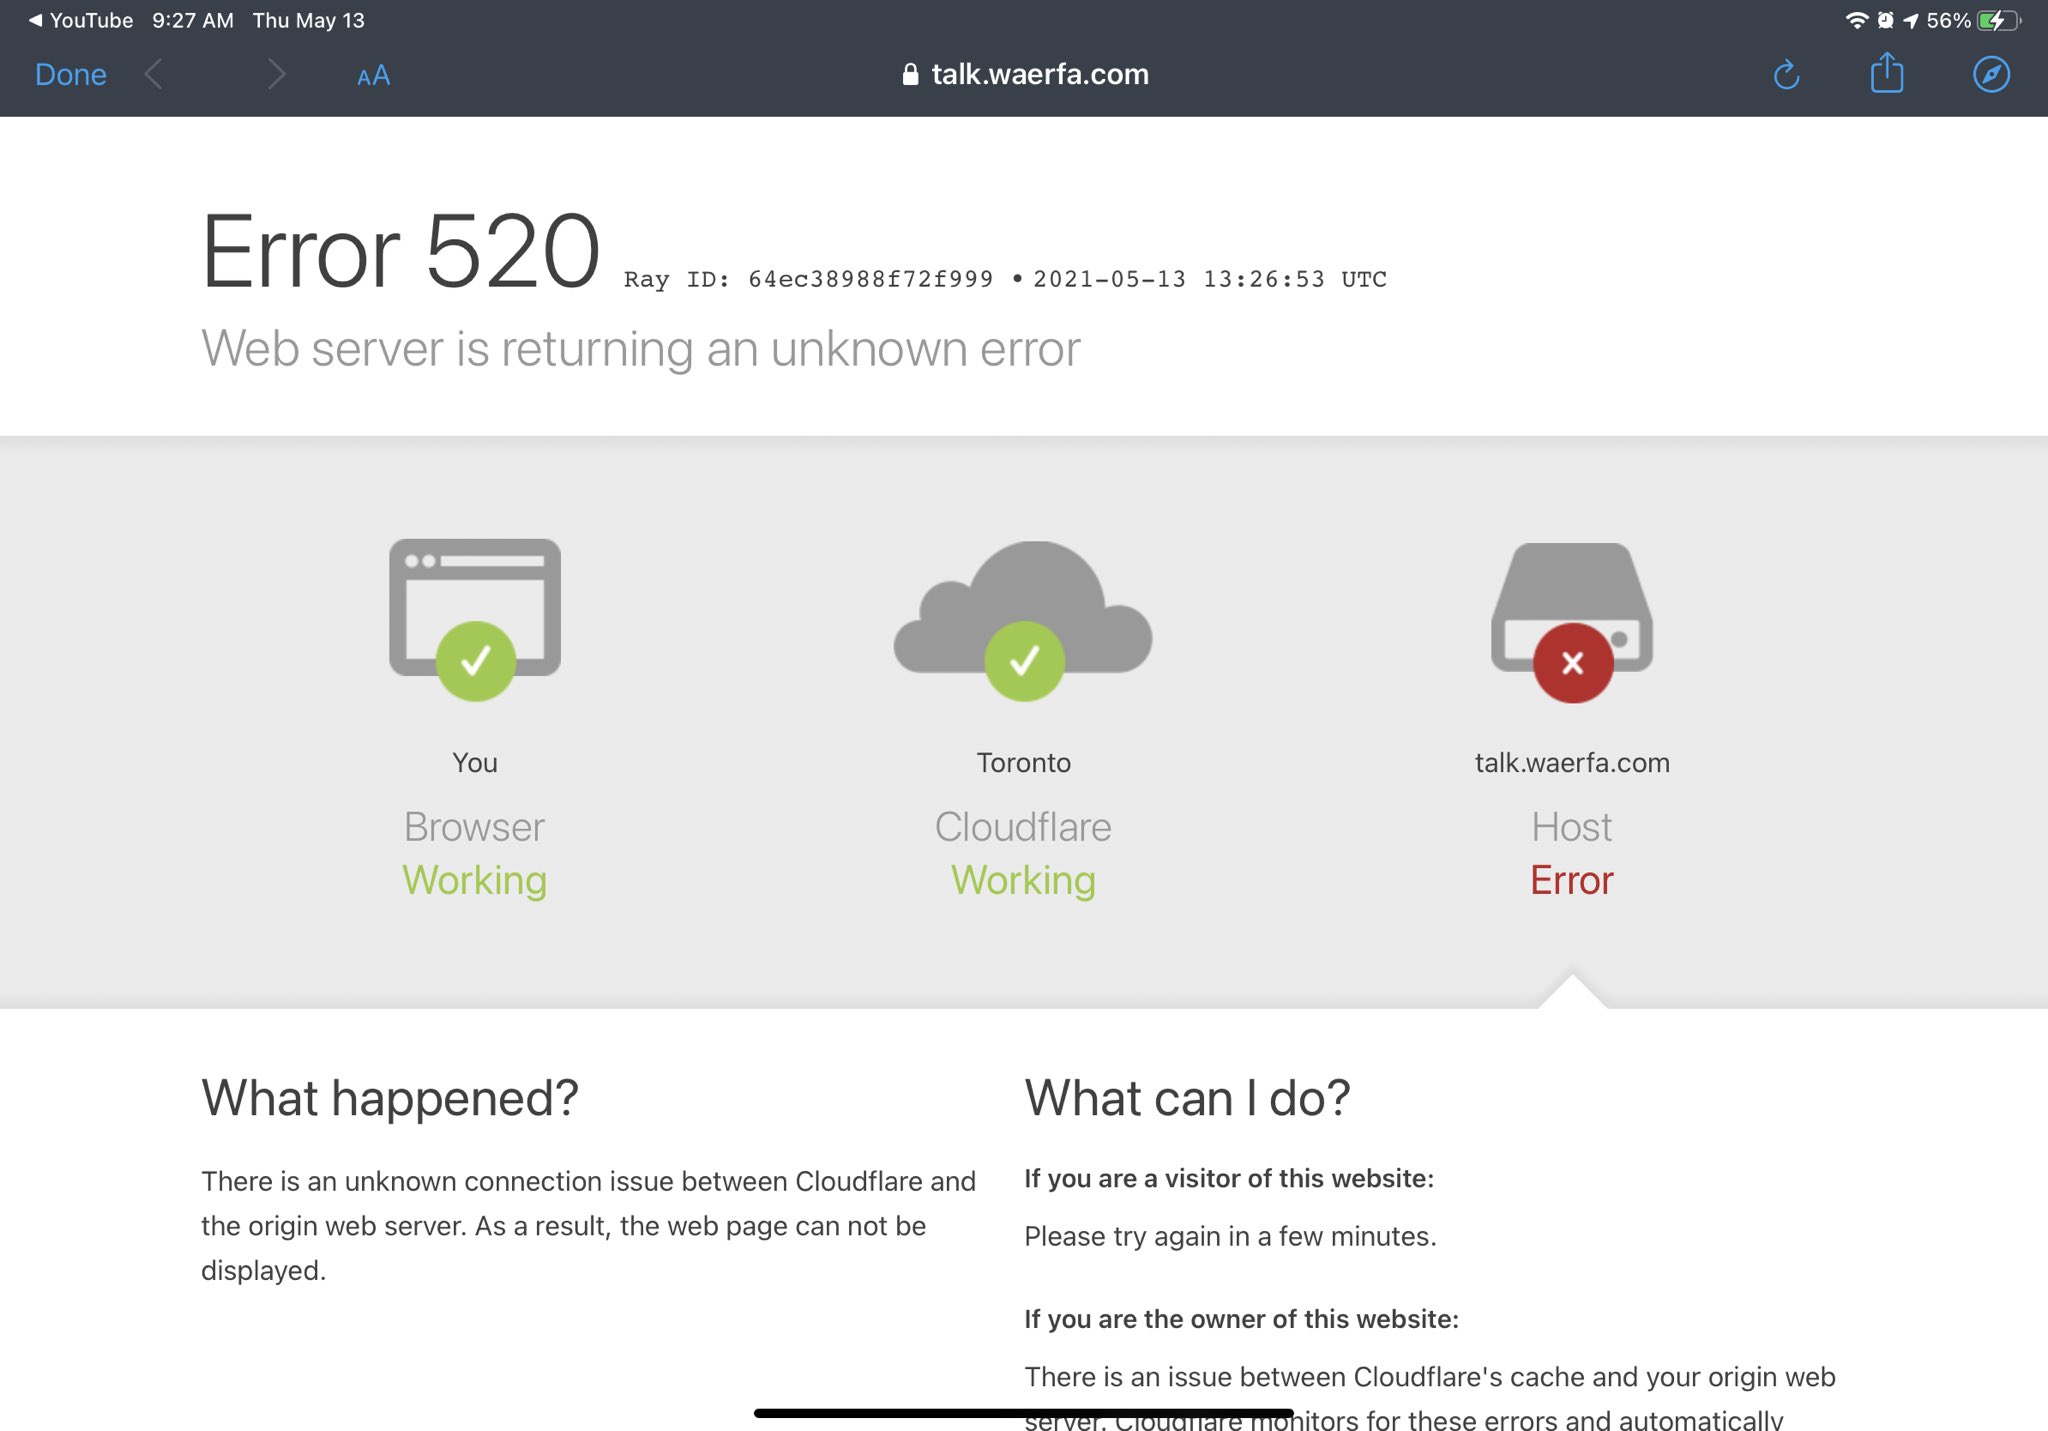 YouTube 9:27 AM Thu May 13 56%
Done AA talk.waerfa.com
Error 520 Ray ID: 64ec38988f72f999 • 2021-05-13 13:26:53 UTC
Web server is returning an unknown error
You Toronto talk.waerfa.com
Browser Cloudflare Host
Working Working Error
What happened?
There is an unknown connection issue between Cloudflare and
the origin web server. As a result, the web page can not be
displayed.
What can I do?
If you are a visitor of this website:
Please try again in a few minutes.
If you are the owner of this website:
There is an issue between Cloudflare's cache and your origin web
server. Cloudflare monitors for these errors and automatically